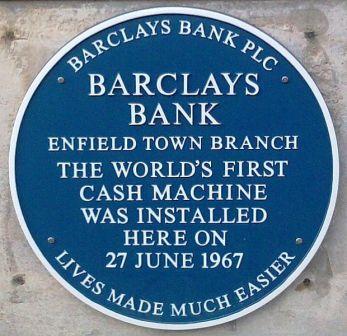 BARCLAYS BANK PLC
BARCLAYS
BANK
ENFIELD TOWN BRANCH
THE WORLD'S FIRST
CASH MACHINE
WAS INSTALLED
HERE ON
27 JUNE 1967
LIVES MADE MUCH EASIER